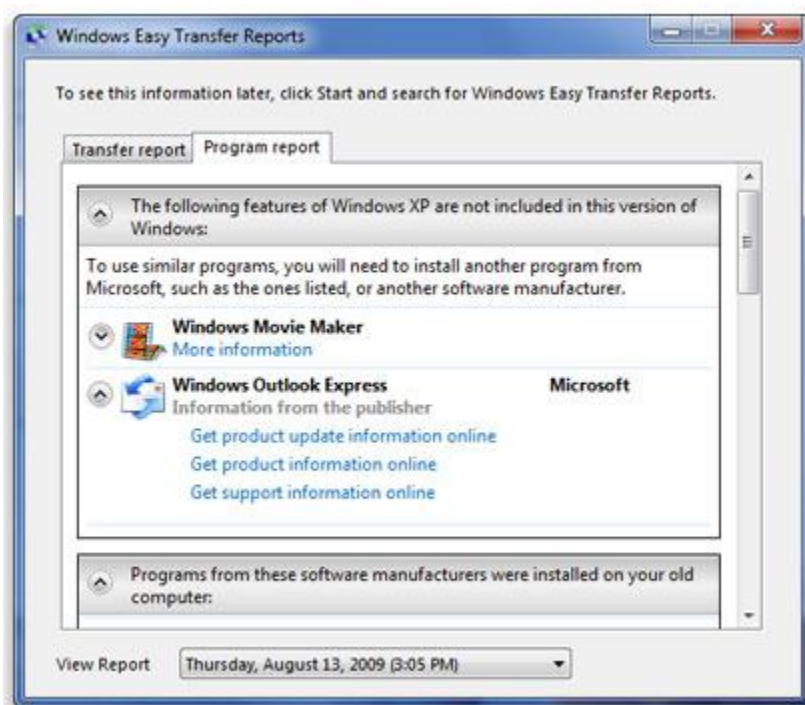 Windows Easy Transfer Reports
To see this information later, click Start and search for Windows Easy Transfer Reports.
Transfer report
Program report
The following features of Windows XP are not included in this version of
Windows:
To use similar programs, you will need to install another program from
Microsoft, such as the ones listed, or another software manufacturer.
Windows Movie Maker
More information
Windows Outlook Express Microsoft
Information from the publisher
Get product update information online
Get product information online
Get support information online
Programs from these software manufacturers were installed on your old
computer:
View Report Thursday, August 13, 2009 (3:05 PM)